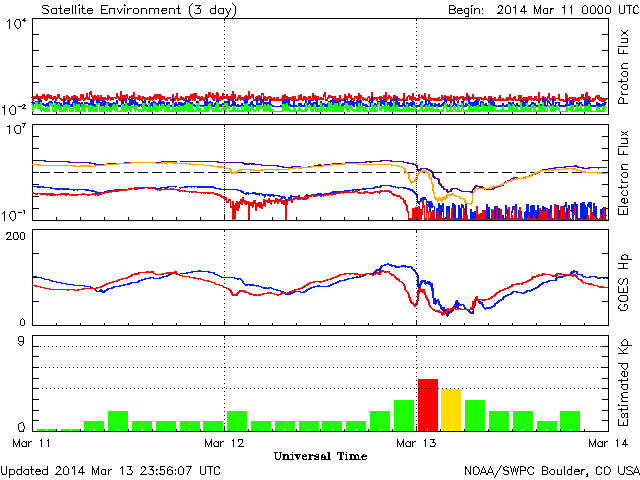 Satellite Environment (3 day) Begin: 2014 Mar 11 0000 UTC
10^4
10^-2
Proton Flux
10^7
10^-1
Electron Flux
200
0
GOES Hp
9
0
Estimated Kp
Mar 11 Mar 12 Mar 13 Mar 14
Universal Time
Updated 2014 Mar 13 23:56:07 UTC NOAA/SWPC Boulder, CO USA